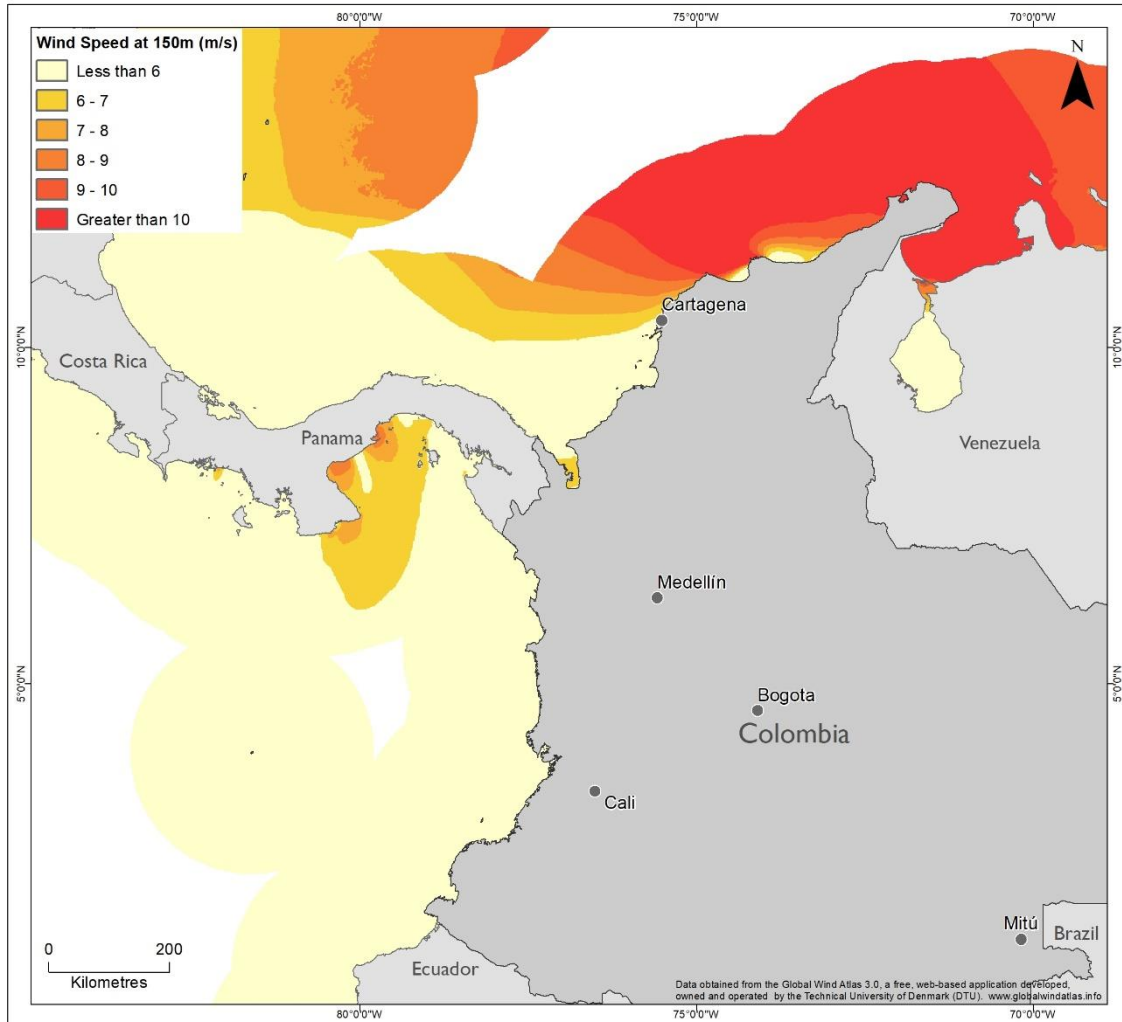 80°0'0"W
75°0'0"W
70°0'0"W
Wind Speed at 150m (m/s)
Less than 6
6 - 7
7 - 8
8 - 9
9 - 10
Greater than 10
N
Cartagena
10°0'0"N
10°0'0"N
Costa Rica
Panama
Venezuela
Medellín
5°0'0"N
5°0'0"N
Bogota
Colombia
Cali
Mitú
Brazil
0 200
Kilometres
Ecuador
Data obtained from the Global Wind Atlas 3.0, a free, web-based application developed,
owned and operated by the Technical University of Denmark (DTU). www.globalwindatlas.info
80°0'0"W
75°0'0"W
70°0'0"W